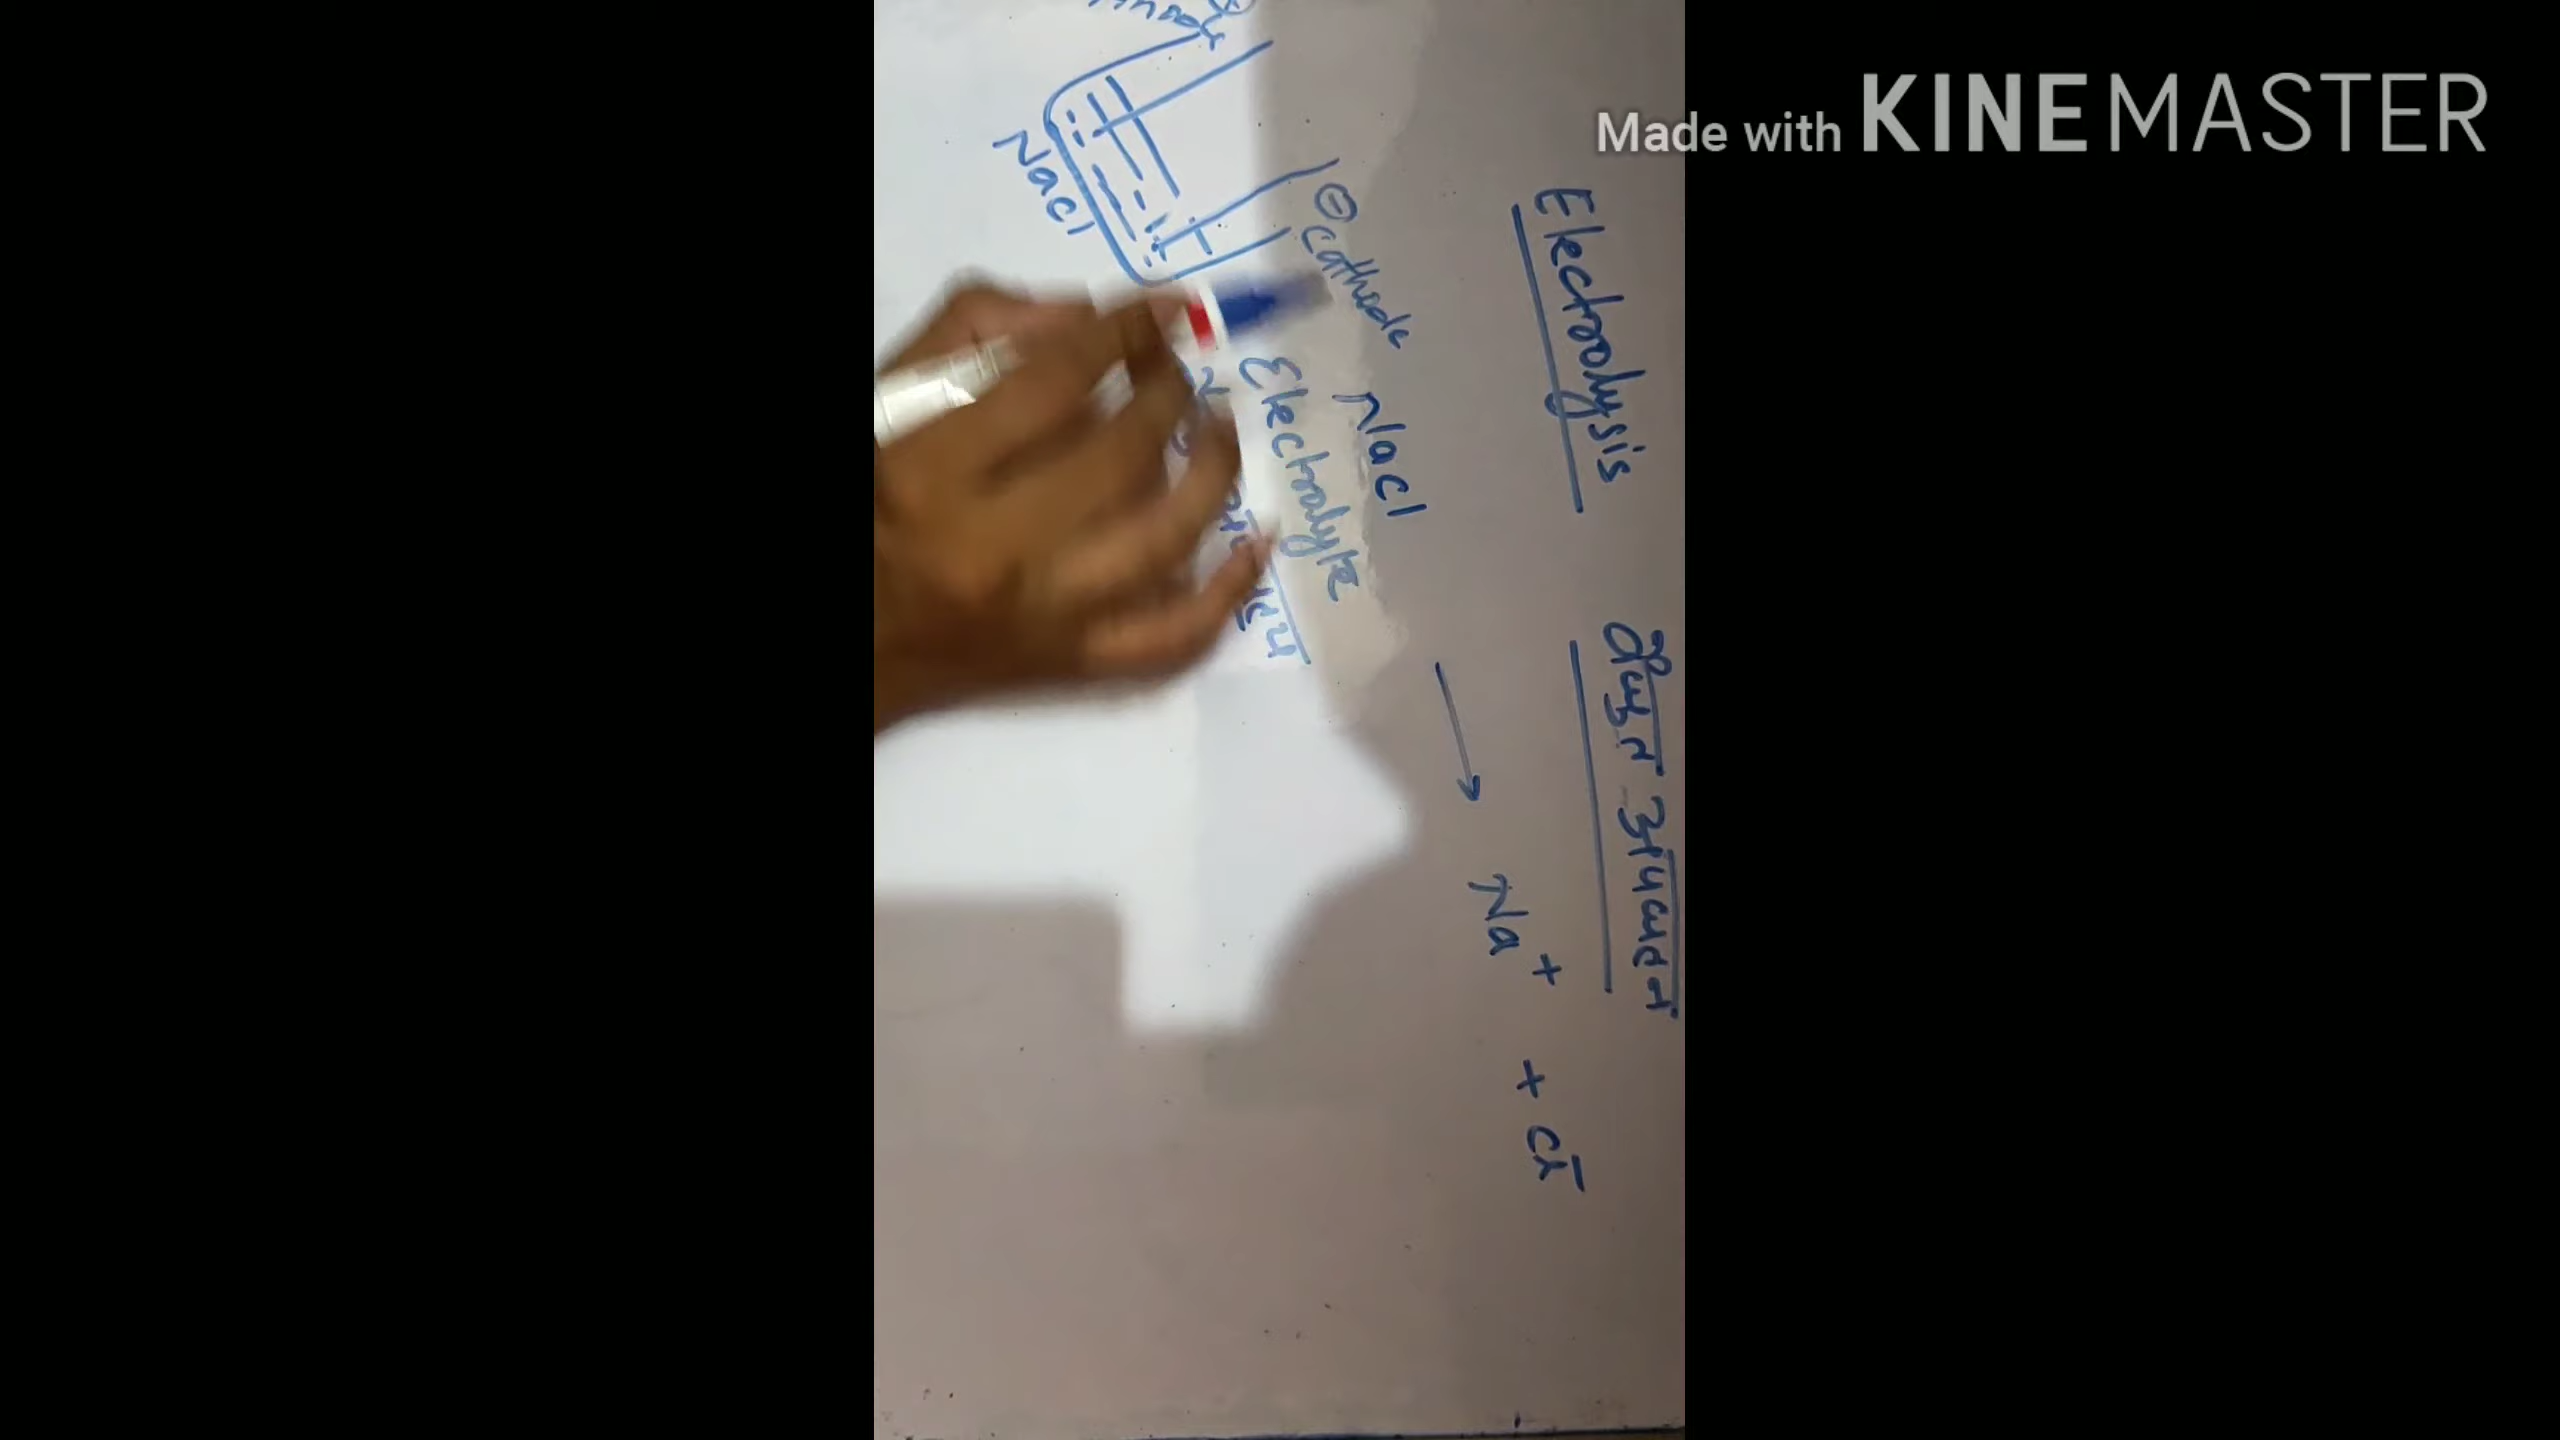 Made with KINEMASTER
Electrolysis वैद्युत अपघटन
NaCl → Na⁺ + Cl⁻
⊖ Cathode
Electrolyte
NaCl